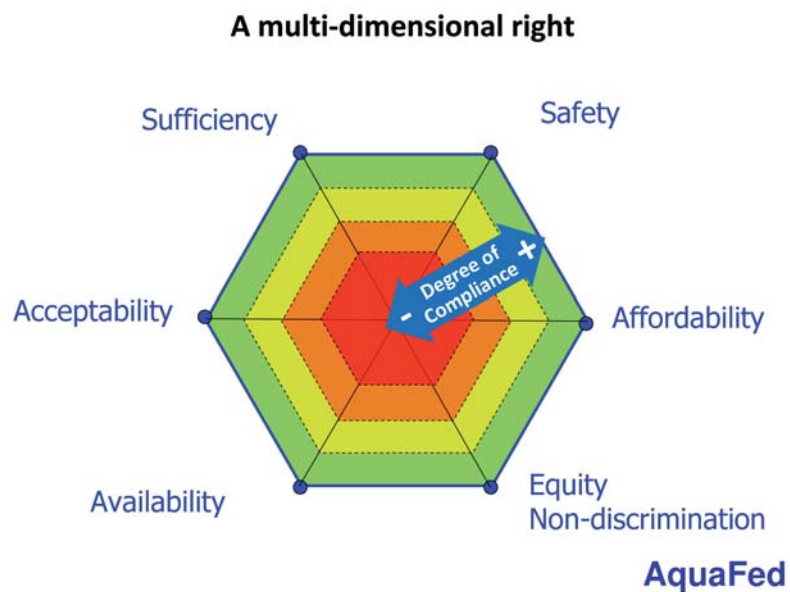 A multi-dimensional right
Sufficiency
Safety
Degree of
Compliance
+
-
Acceptability
Affordability
Availability
Equity
Non-discrimination
AquaFed